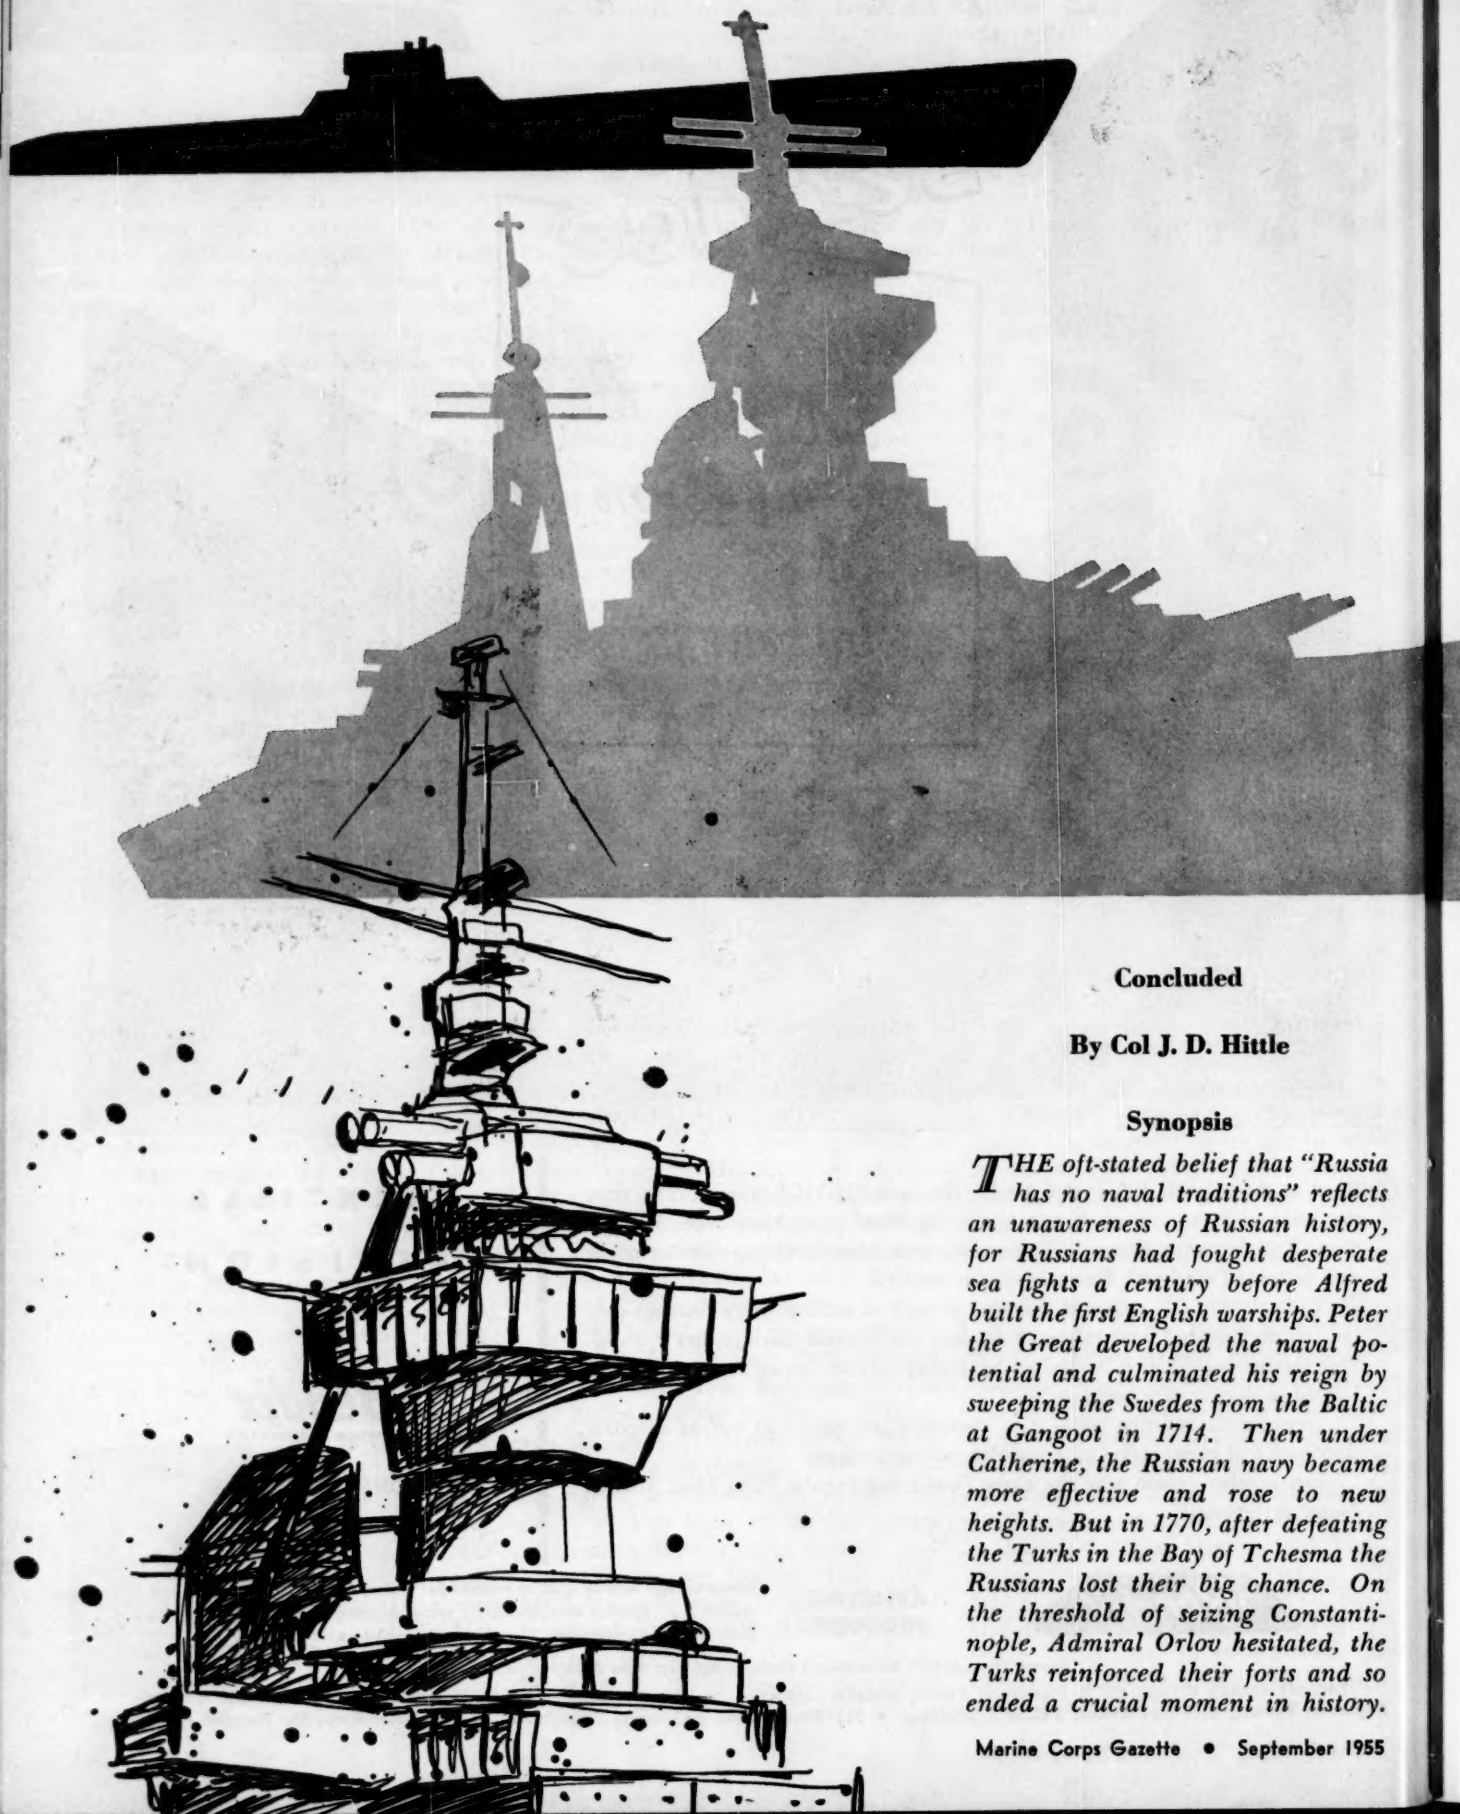 Concluded
By Col J. D. Hittle
Synopsis
THE oft-stated belief that “Russia
has no naval traditions” reflects
an unawareness of Russian history,
for Russians had fought desperate
sea fights a century before Alfred
built the first English warships. Peter
the Great developed the naval po-
tential and culminated his reign by
sweeping the Swedes from the Baltic
at Gangoot in 1714. Then under
Catherine, the Russian navy became
more effective and rose to new
heights. But in 1770, after defeating
the Turks in the Bay of Tchesma the
Russians lost their big chance. On
the threshold of seizing Constanti-
nople, Admiral Orlov hesitated, the
Turks reinforced their forts and so
ended a crucial moment in history.
Marine Corps Gazette ● September 1955